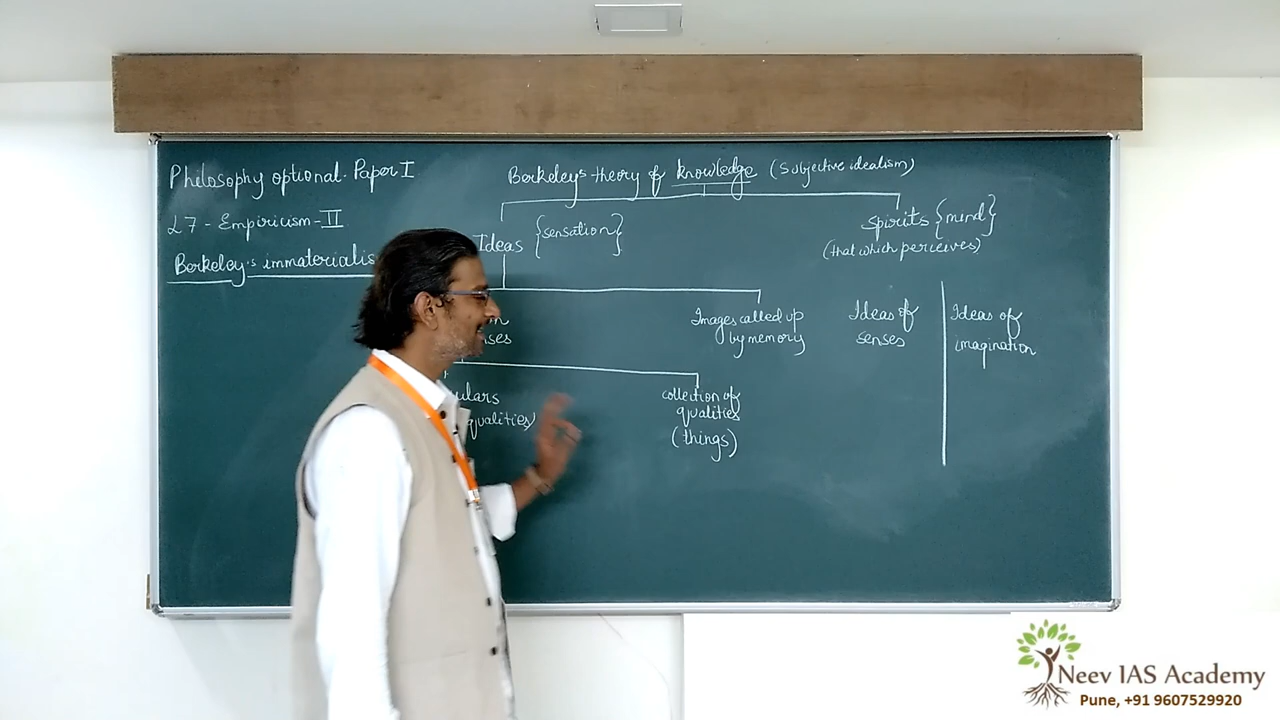 Philosophy optional. Paper I
L7 - Empiricism - II
Berkeley's immaterialis
Berkeley's theory of knowledge (Subjective idealism)
Ideas {sensation}
spirits {mind}
(that which perceives)
Images called up
by memory
Ideas of
senses
Ideas of
imagination
ulars
qualities)
collection of
qualities
(things)
Neev IAS Academy
Pune, +91 9607529920